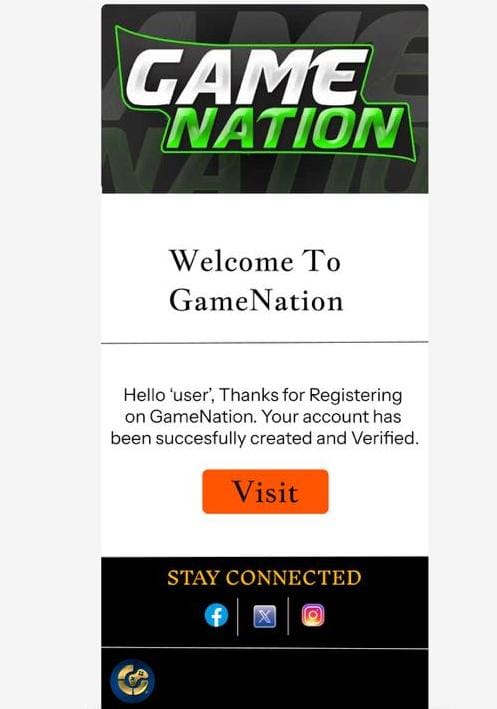 GAME
NATION
Welcome To
GameNation
Hello ‘user’, Thanks for Registering
on GameNation. Your account has
been succesfully created and Verified.
Visit
STAY CONNECTED